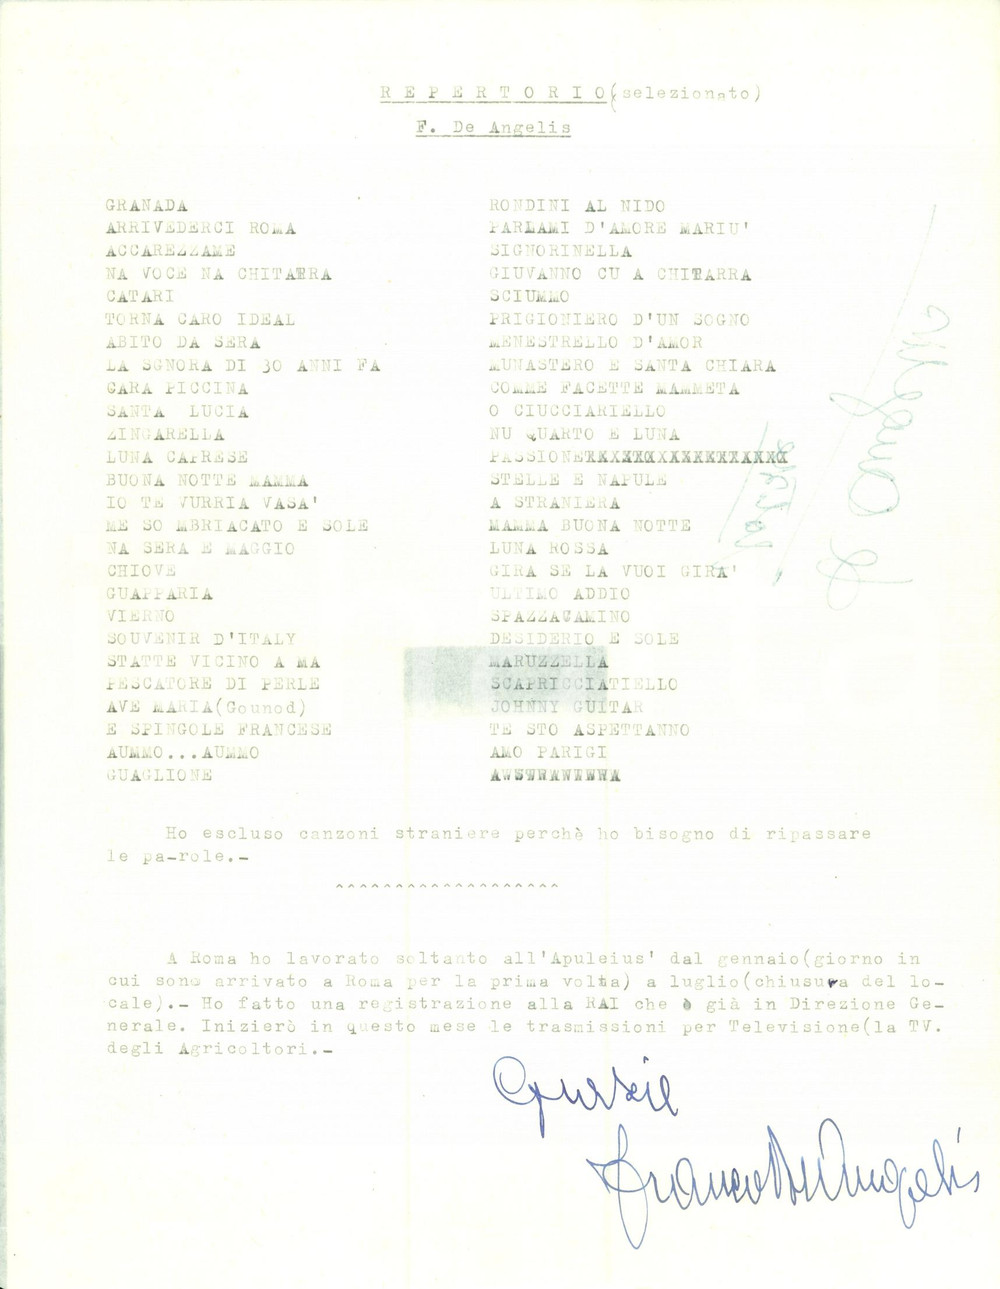 REPERTORIO(selezionato)
F. De Angelis
GRANADA
ARRIVEDERCI ROMA
ACCAREZZAME
NA VOCE NA CHITARRA
CATARI
TORNA CARO IDEAL
ABITO DA SERA
LA SGNORA DI 30 ANNI FA
GARA PICCINA
SANTA LUCIA
ZINGARELLA
LUNA CAPRESE
BUONA NOTTE MAMMA
IO TE VURRIA VASA'
ME SO MBRIACATO E SOLE
NA SERA E MAGGIO
CHIOVE
GUAPPARIA
VIERNO
SOUVENIR D'ITALY
STATTE VICINO A MA
PESCATORE DI PERLE
AVE MARIA(Gounod)
E SPINGOLE FRANCESE
AUMMO...AUMMO
GUAGLIONE
RONDINI AL NIDO
PARLAMI D'AMORE MARIU'
SIGNORINELLA
GIUVANNO CU A CHITARRA
SCIUMMO
PRIGIONIERO D'UN SOGNO
MENESTRELLO D'AMOR
MUNASTERO E SANTA CHIARA
COMME FACETTE MAMMETA
O CIUCCIARIELLO
NU QUARTO E LUNA
PASSIONE
STELLE E NAPULE
A STRANIERA
MAMMA BUONA NOTTE
LUNA ROSSA
GIRA SE LA VUOI GIRA'
ULTIMO ADDIO
SPAZZACAMINO
DESIDERIO E SOLE
MARUZZELLA
SCAPRICCIATIELLO
JOHNNY GUITAR
TE STO ASPETTANNO
AMO PARIGI
Ho escluso canzoni straniere perchè ho bisogno di ripassare
le pa-role.-
^^^^^^^^^^^^^^^^^^^
A Roma ho lavorato soltanto all'Apuleius' dal gennaio(giorno in
cui sono arrivato a Roma per la prima volta) a luglio(chiusura del lo-
cale).- Ho fatto una registrazione alla RAI che è già in Direzione Ge-
nerale. Inizierò in questo mese le trasmissioni per Televisione(la TV.
degli Agricoltori.-
Grazie
Franco De Angelis